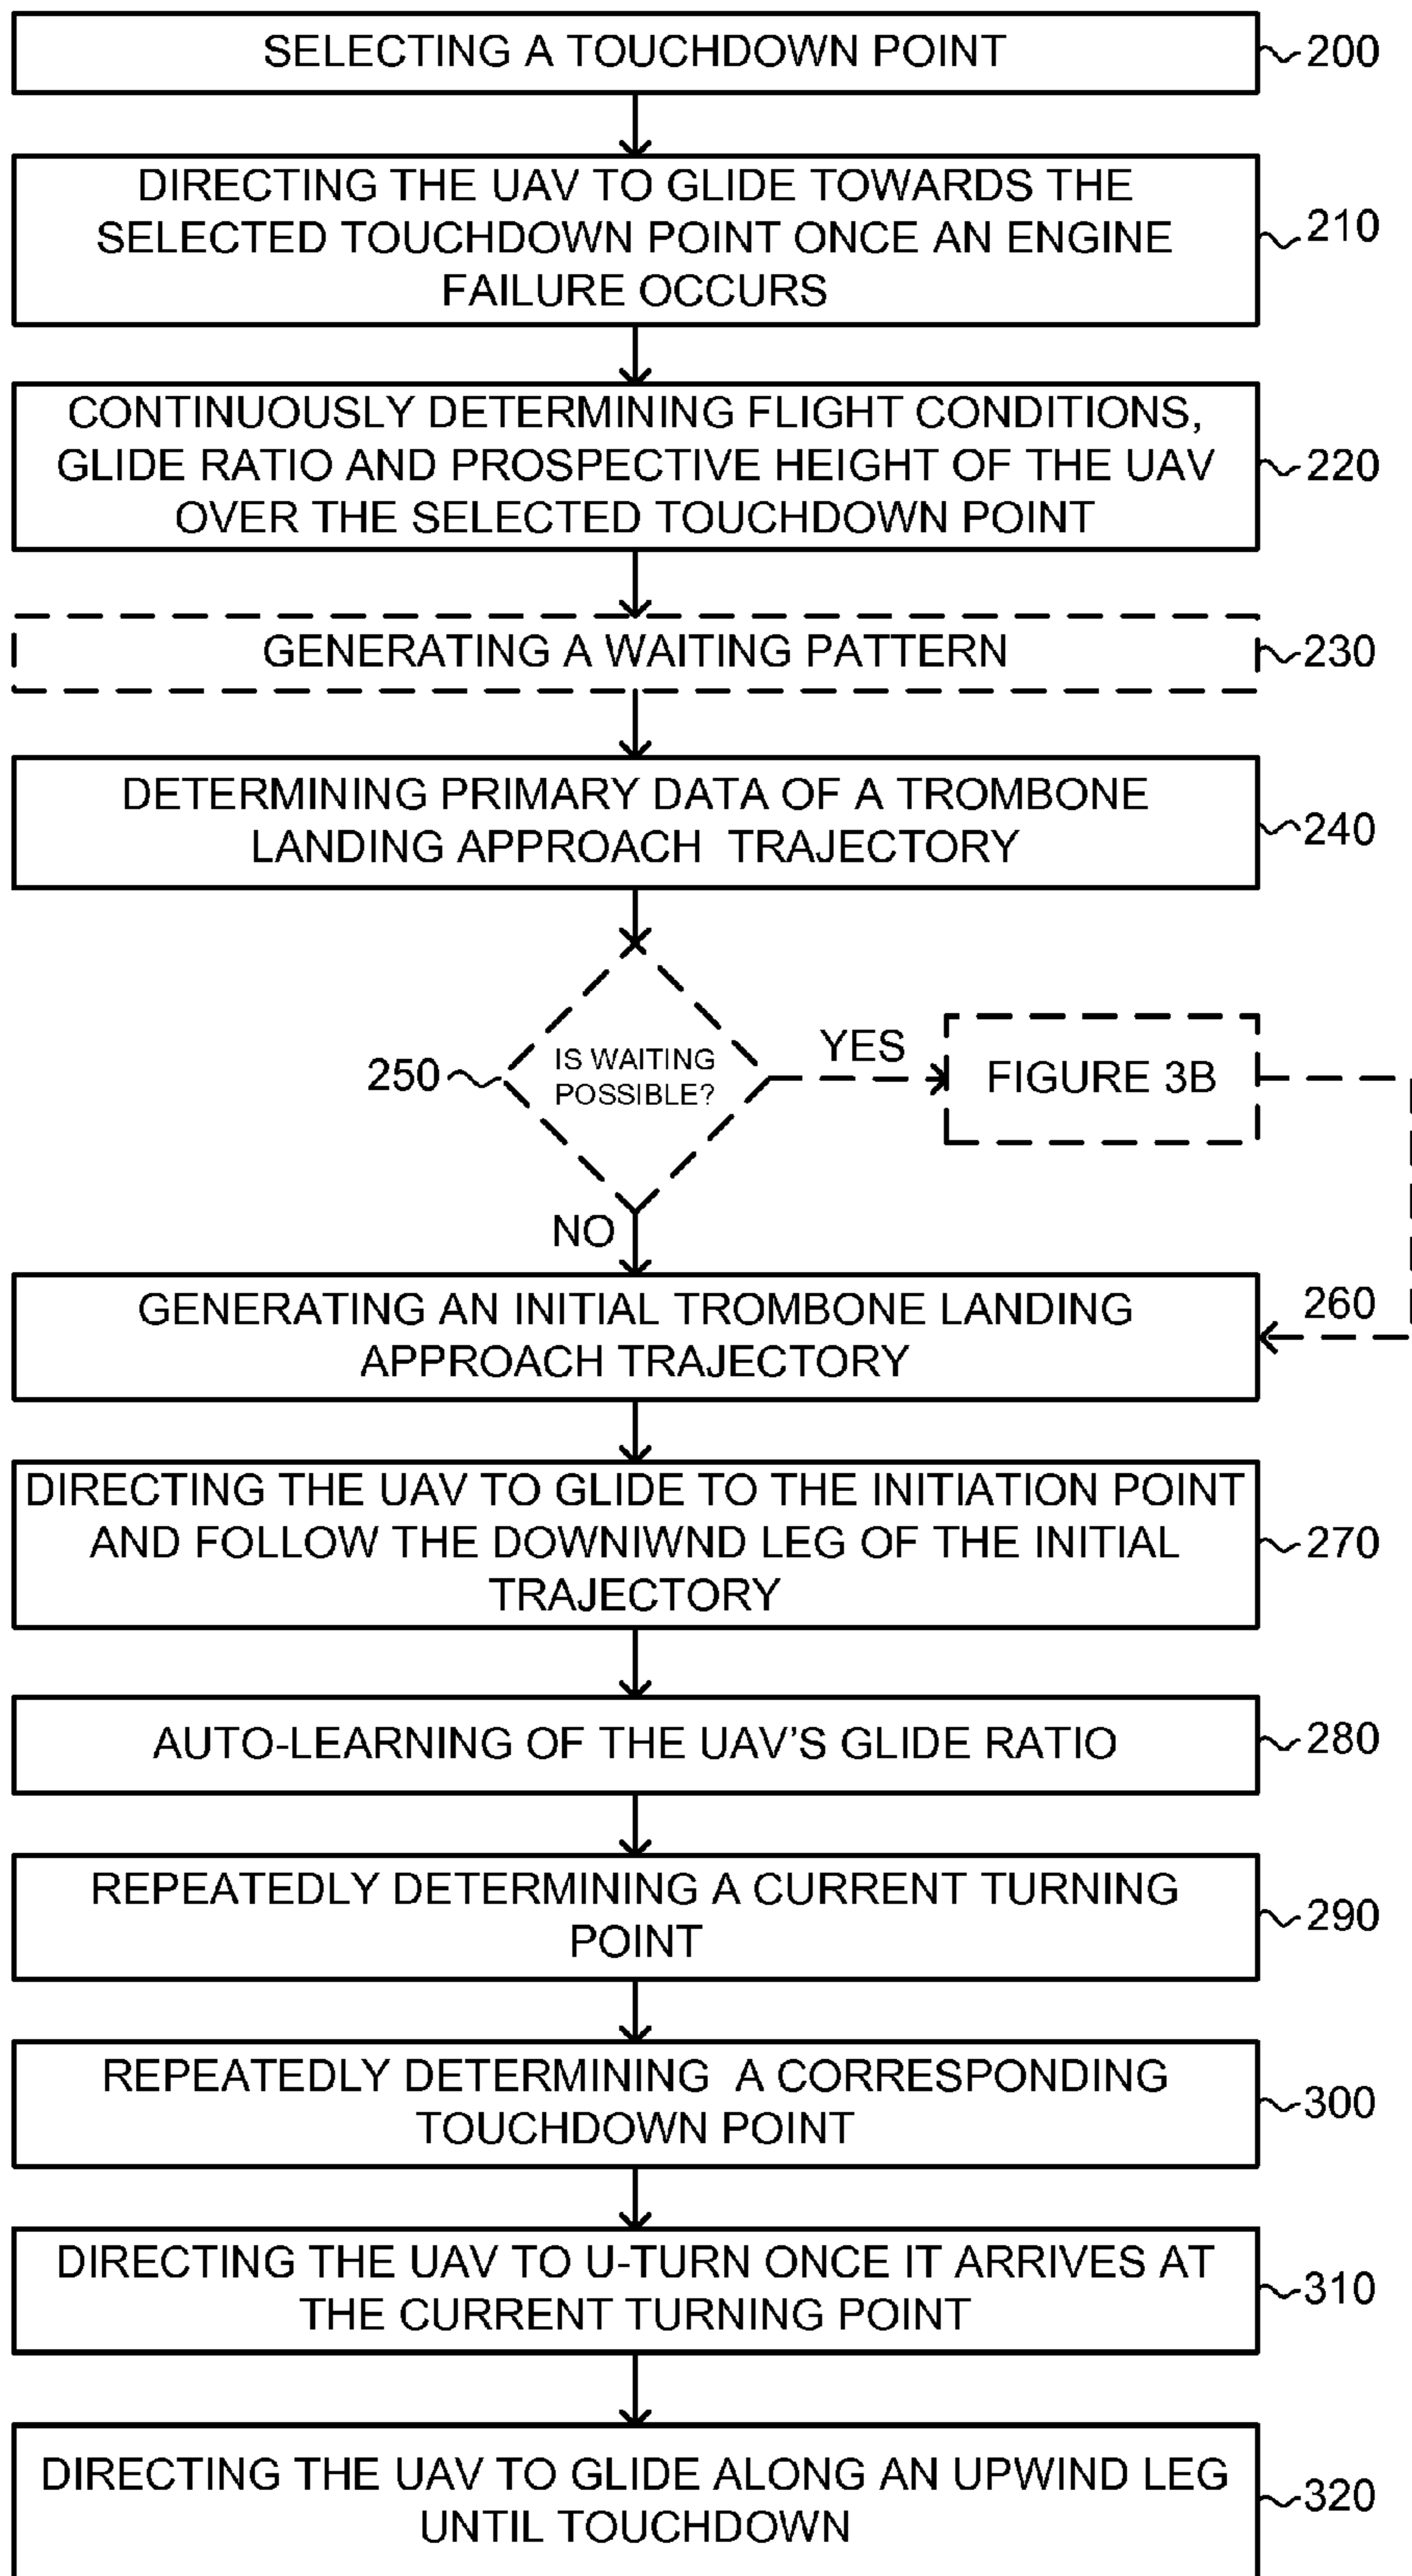 SELECTING A TOUCHDOWN POINT
200
DIRECTING THE UAV TO GLIDE TOWARDS THE
SELECTED TOUCHDOWN POINT ONCE AN ENGINE
FAILURE OCCURS
210
CONTINUOUSLY DETERMINING FLIGHT CONDITIONS,
GLIDE RATIO AND PROSPECTIVE HEIGHT OF THE UAV
OVER THE SELECTED TOUCHDOWN POINT
220
GENERATING A WAITING PATTERN
230
DETERMINING PRIMARY DATA OF A TROMBONE
LANDING APPROACH TRAJECTORY
240
250
IS WAITING
POSSIBLE?
YES
FIGURE 3B
NO
GENERATING AN INITIAL TROMBONE LANDING
APPROACH TRAJECTORY
260
DIRECTING THE UAV TO GLIDE TO THE INITIATION POINT
AND FOLLOW THE DOWNIWND LEG OF THE INITIAL
TRAJECTORY
270
AUTO-LEARNING OF THE UAV'S GLIDE RATIO
280
REPEATEDLY DETERMINING A CURRENT TURNING
POINT
290
REPEATEDLY DETERMINING A CORRESPONDING
TOUCHDOWN POINT
300
DIRECTING THE UAV TO U-TURN ONCE IT ARRIVES AT
THE CURRENT TURNING POINT
310
DIRECTING THE UAV TO GLIDE ALONG AN UPWIND LEG
UNTIL TOUCHDOWN
320